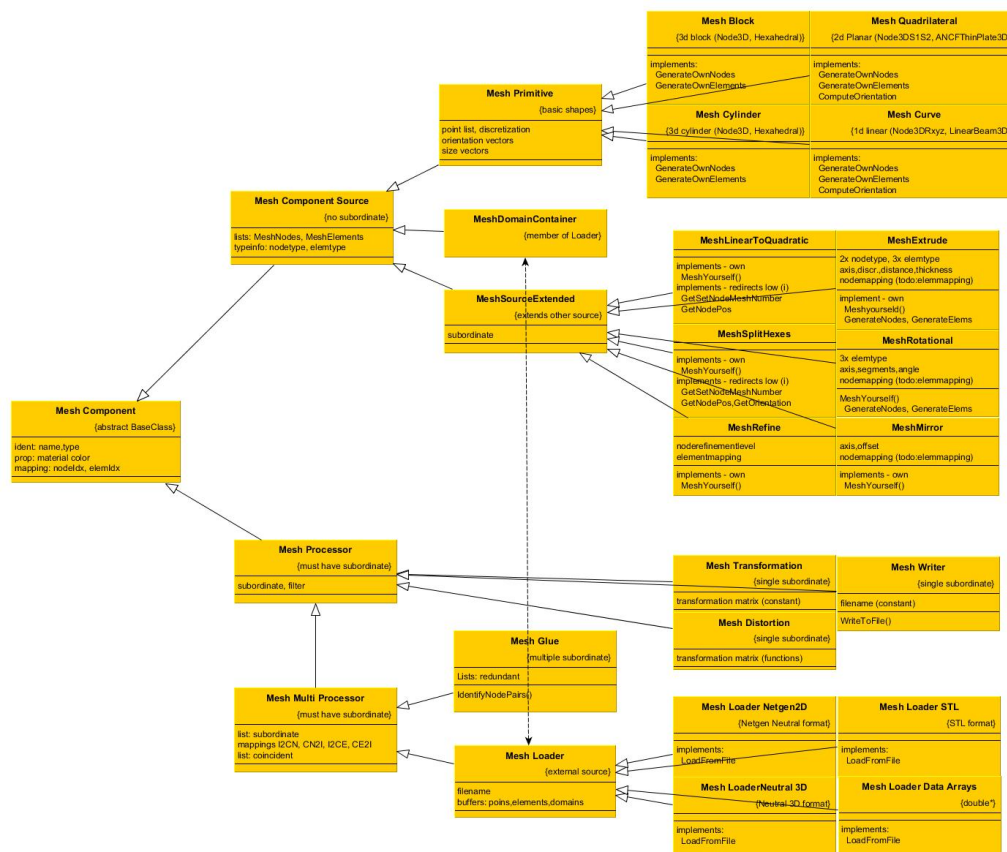 Mesh Block
{3d block (Node3D, Hexahedral)}
implements:
GenerateOwnNodes
GenerateOwnElements
Mesh Quadrilateral
{2d Planar (Node3DS1S2, ANCFThinPlate3D
implements:
GenerateOwnNodes
GenerateOwnElements
ComputeOrientation
Mesh Cylinder
{3d cylinder (Node3D, Hexahedral)}
implements:
GenerateOwnNodes
GenerateOwnElements
Mesh Curve
{1d linear (Node3DRxyz, LinearBeam3D
implements:
GenerateOwnNodes
GenerateOwnElements
ComputeOrientation
Mesh Primitive
{basic shapes}
point list, discretization
orientation vectors
size vectors
Mesh Component Source
{no subordinate}
lists: MeshNodes, MeshElements
typeinfo: nodetype, elemtype
MeshDomainContainer
{member of Loader}
MeshSourceExtended
{extends other source}
subordinate
MeshLinearToQuadratic
implements - own
MeshYourself()
implements - redirects low (i)
GetSetNodeMeshNumber
GetNodePos
MeshExtrude
2x nodetype, 3x elemtype
axis,discr.,distance,thickness
nodemapping (todo:elemmapping)
implement - own
Meshyourseld()
GenerateNodes, GenerateElems
MeshSplitHexes
implements - own
MeshYourself()
implements - redirects low (i)
GetSetNodeMeshNumber
GetNodePos,GetOrientation
MeshRotational
3x elemtype
axis,segments,angle
nodemapping (todo:elemmapping)
MeshYourself()
GenerateNodes, GenerateElems
MeshRefine
noderefinementlevel
elementmapping
implements - own
MeshYourself()
MeshMirror
axis,offset
nodemapping (todo:elemmapping)
implements - own
MeshYourself()
Mesh Component
{abstract BaseClass}
ident: name,type
prop: material color
mapping: nodeIdx, elemIdx
Mesh Processor
{must have subordinate}
subordinate, filter
Mesh Transformation
{single subordinate}
transformation matrix (constant)
Mesh Writer
{single subordinate}
filename (constant)
WriteToFile()
Mesh Distortion
{single subordinate}
transformation matrix (functions)
Mesh Glue
{multiple subordinate}
Lists: redundant
IdentifyNodePairs()
Mesh Multi Processor
{must have subordinate}
list: subordinate
mappings I2CN, CN2I, I2CE, CE2I
list: coincident
Mesh Loader
{external source}
filename
buffers: poins,elements,domains
Mesh Loader Netgen2D
{Netgen Neutral format}
implements:
LoadFromFile
Mesh Loader STL
{STL format}
implements:
LoadFromFile
Mesh LoaderNeutral 3D
{Neutral 3D format}
implements:
LoadFromFile
Mesh Loader Data Arrays
{double*}
implements:
LoadFromFile